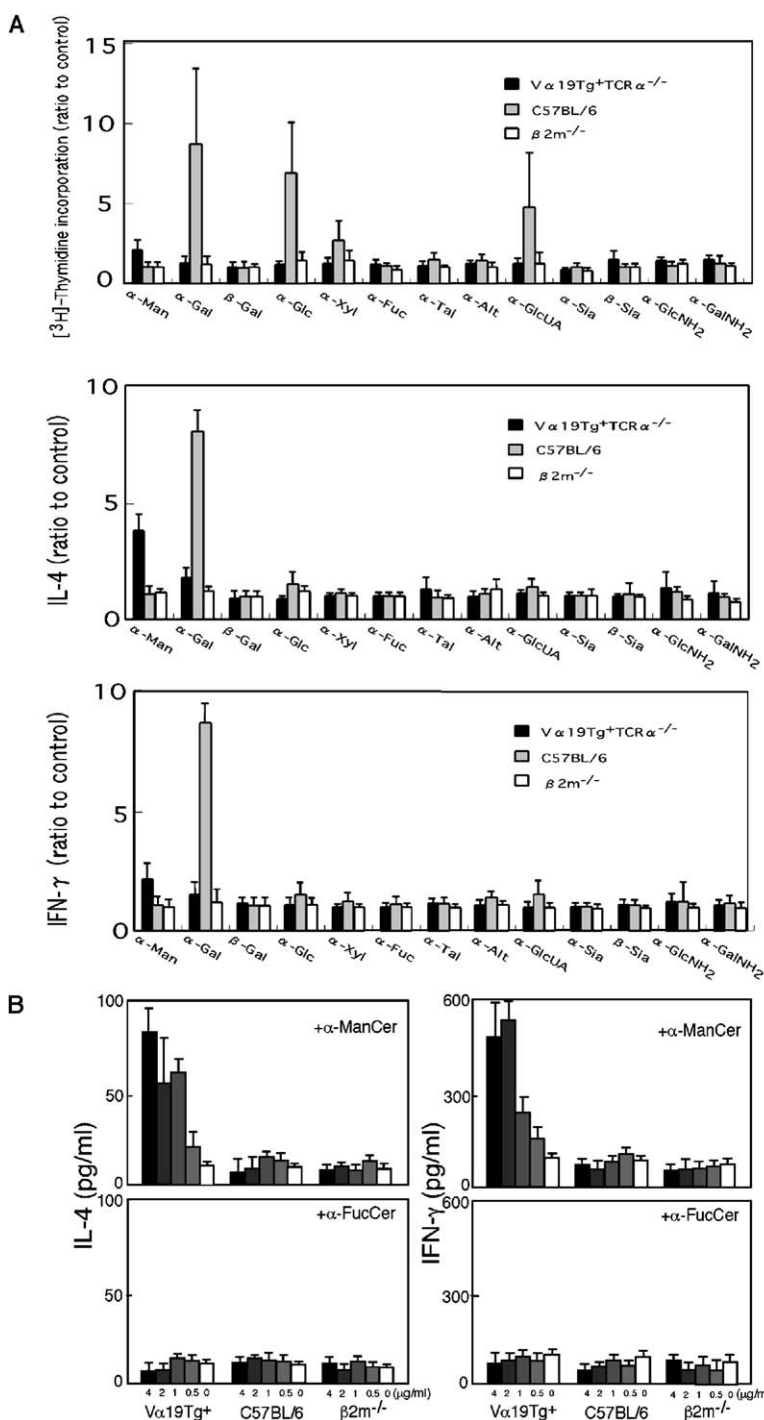 A
[³H]-Thymidine incorporation (ratio to control)
15
10
5
0
Vα19Tg⁺TCRα⁻/⁻
C57BL/6
β2m⁻/⁻
α-Man α-Gal β-Gal α-Glc α-Xyl α-Fuc α-Tal α-Alt α-GlcUA α-Sia β-Sia α-GlcNH₂ α-GalNH₂
IL-4 (ratio to control)
10
5
0
Vα19Tg⁺TCRα⁻/⁻
C57BL/6
β2m⁻/⁻
α-Man α-Gal β-Gal α-Glc α-Xyl α-Fuc α-Tal α-Alt α-GlcUA α-Sia β-Sia α-GlcNH₂ α-GalNH₂
IFN-γ (ratio to control)
10
5
0
Vα19Tg⁺TCRα⁻/⁻
C57BL/6
β2m⁻/⁻
α-Man α-Gal β-Gal α-Glc α-Xyl α-Fuc α-Tal α-Alt α-GlcUA α-Sia β-Sia α-GlcNH₂ α-GalNH₂
B
IL-4 (pg/ml)
100
50
0
+α-ManCer
100
50
+α-FucCer
0
4 2 1 0.5 0 4 2 1 0.5 0 4 2 1 0.5 0 (μg/ml)
Vα19Tg+ C57BL/6 β2m⁻/⁻
IFN-γ (pg/ml)
600
300
0
+α-ManCer
600
300
+α-FucCer
0
4 2 1 0.5 0 4 2 1 0.5 0 4 2 1 0.5 0 (μg/m
Vα19Tg+ C57BL/6 β2m⁻/⁻